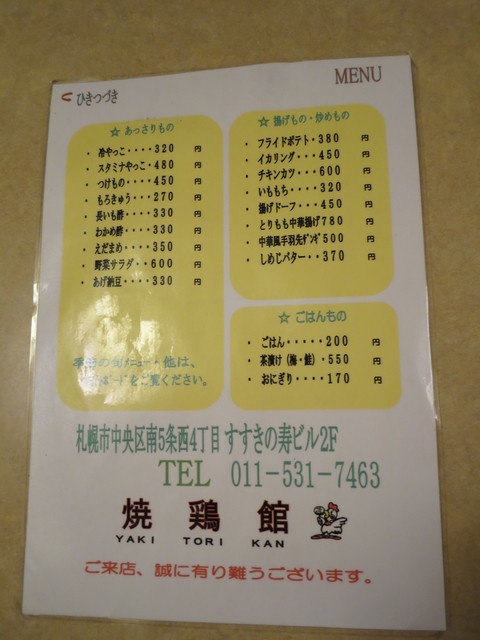 MENU
ひきつづき
☆ あっさりもの
・ 冷やっこ・・・・320 円
・ スタミナやっこ・480 円
・ つけもの・・・・450 円
・ もろきゅう・・・270 円
・ 長いも酢・・・・330 円
・ わかめ酢・・・・330 円
・ えだまめ・・・・350 円
・ 野菜サラダ・・600 円
・ あげ納豆・・・・330 円
・他は、
をご覧ください。
☆ 揚げもの・炒めもの
・ フライドポテト・380 円
・ イカリング・・・450 円
・ チキンカツ・・・600 円
・ いももち・・・・320 円
・ 揚げドーフ・・・450 円
・ とりもも中華揚げ780 円
・ 中華風手羽先ｷﾞﾝｷﾞ500 円
・ しめじバター・・370 円
☆ ごはんもの
・ ごはん・・・・・200 円
・ 茶漬け(梅・鮭)・550 円
・ おにぎり・・・・170 円
札幌市中央区南5条西4丁目 すすきの寿ビル2F
TEL 011-531-7463
焼 鶏 館
YAKI TORI KAN
ご来店、誠に有り難うございます。